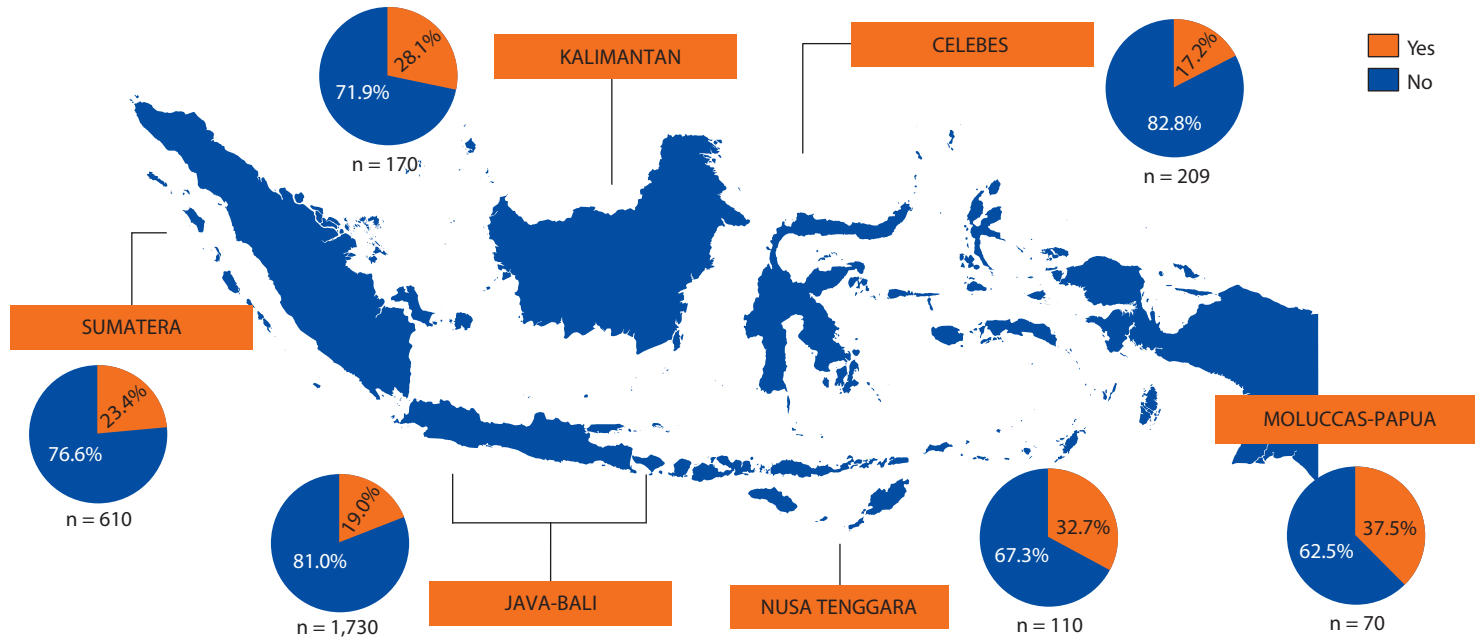 28.1%
71.9%
n = 170
KALIMANTAN
CELEBES
17.2%
82.8%
n = 209
Yes
No
SUMATERA
23.4%
76.6%
n = 610
19.0%
81.0%
n = 1,730
JAVA-BALI
NUSA TENGGARA
32.7%
67.3%
n = 110
MOLUCCAS-PAPUA
37.5%
62.5%
n = 70